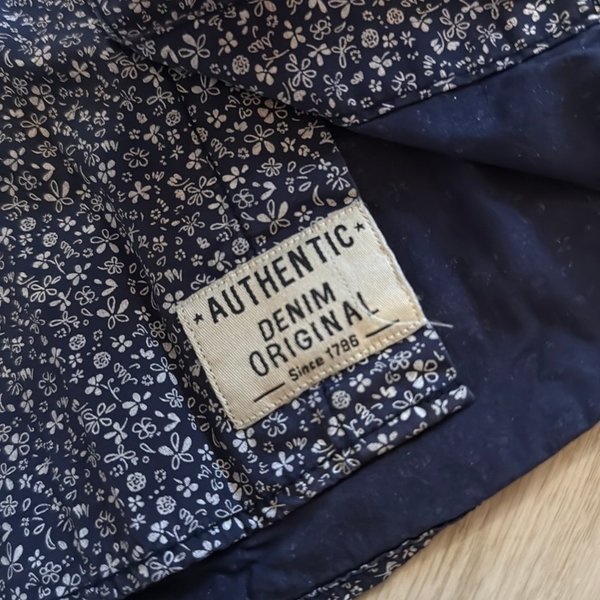 ★AUTHENTIC★
DENIM
ORIGINAL
Since 1786